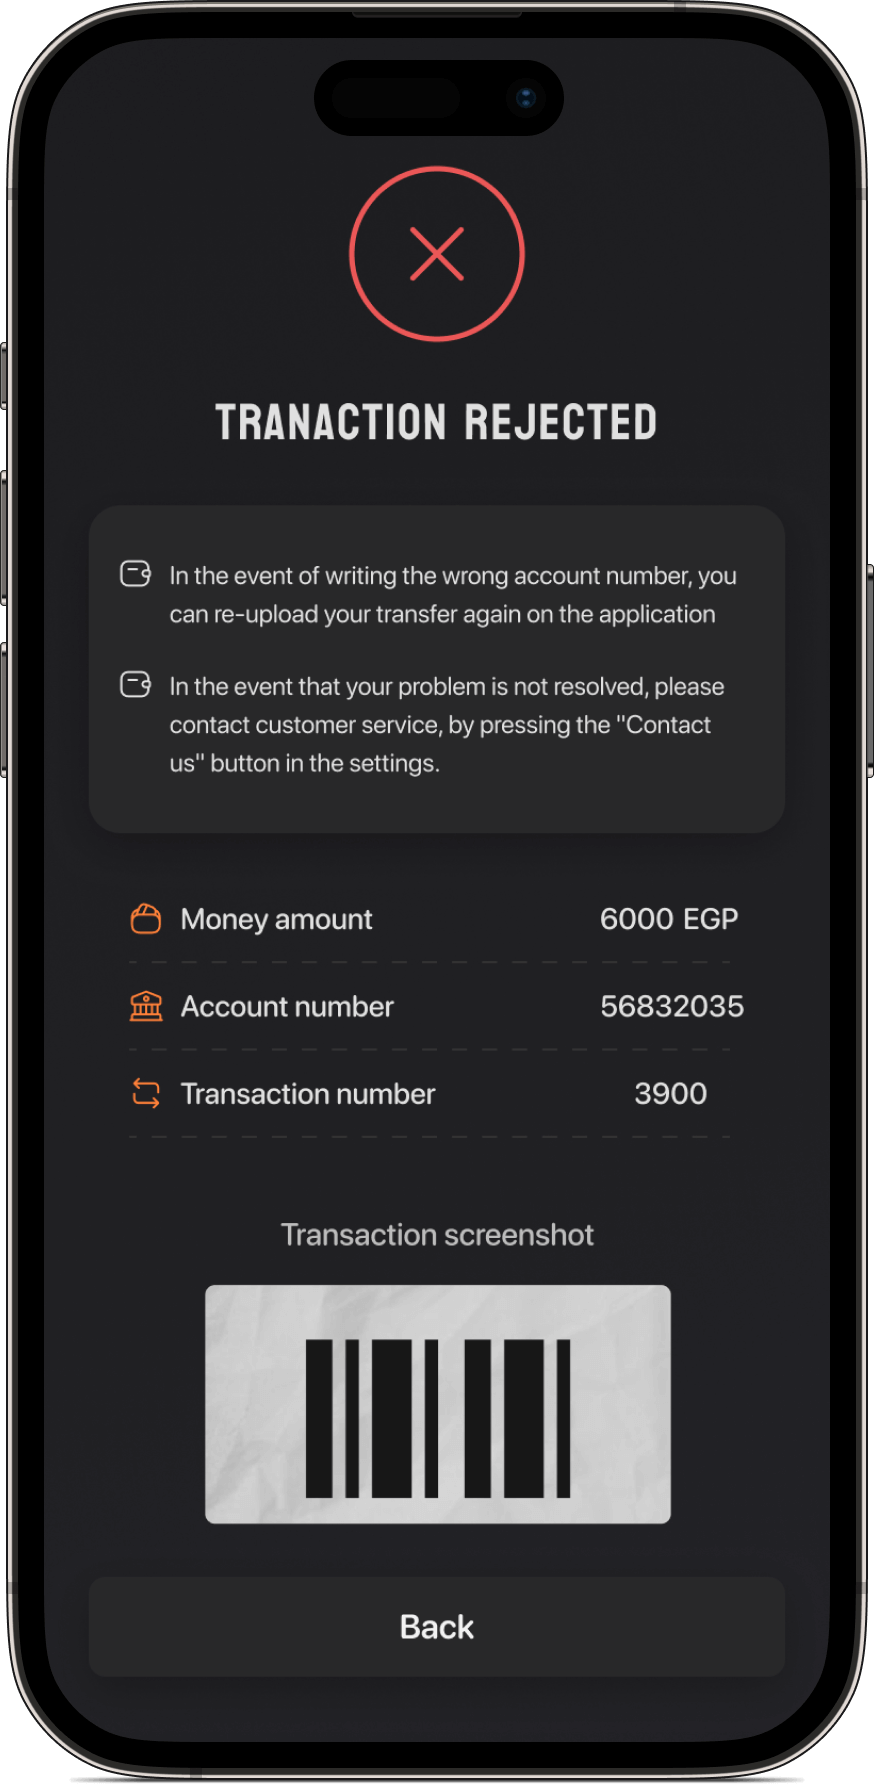 TRANACTION REJECTED
In the event of writing the wrong account number, you
can re-upload your transfer again on the application
In the event that your problem is not resolved, please
contact customer service, by pressing the "Contact
us" button in the settings.
Money amount 6000 EGP
Account number 56832035
Transaction number 3900
Transaction screenshot
Back